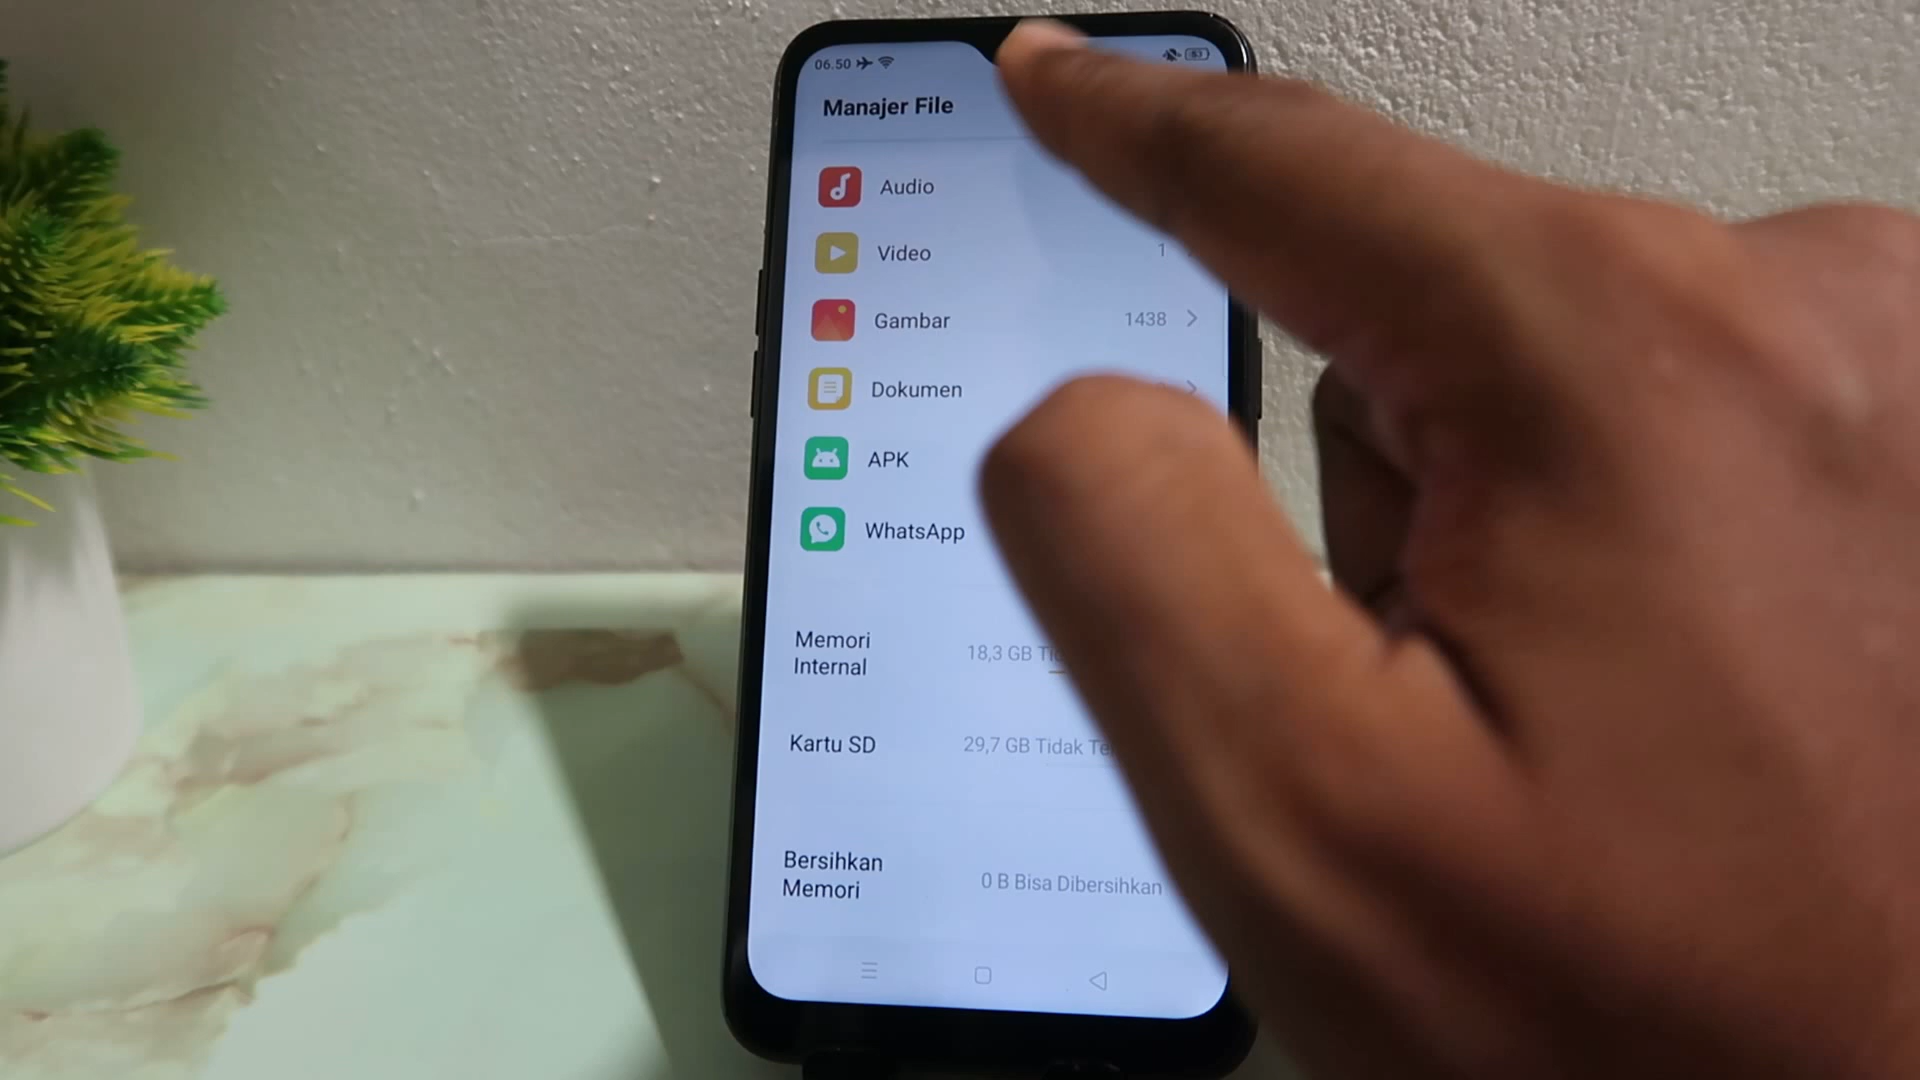 06.50
Manajer File
Audio
Video 1
Gambar 1438
Dokumen
APK
WhatsApp
Memori
Internal
18,3 GB
Kartu SD 29,7 GB Tidak
Bersihkan
Memori
0 B Bisa Dibersihkan